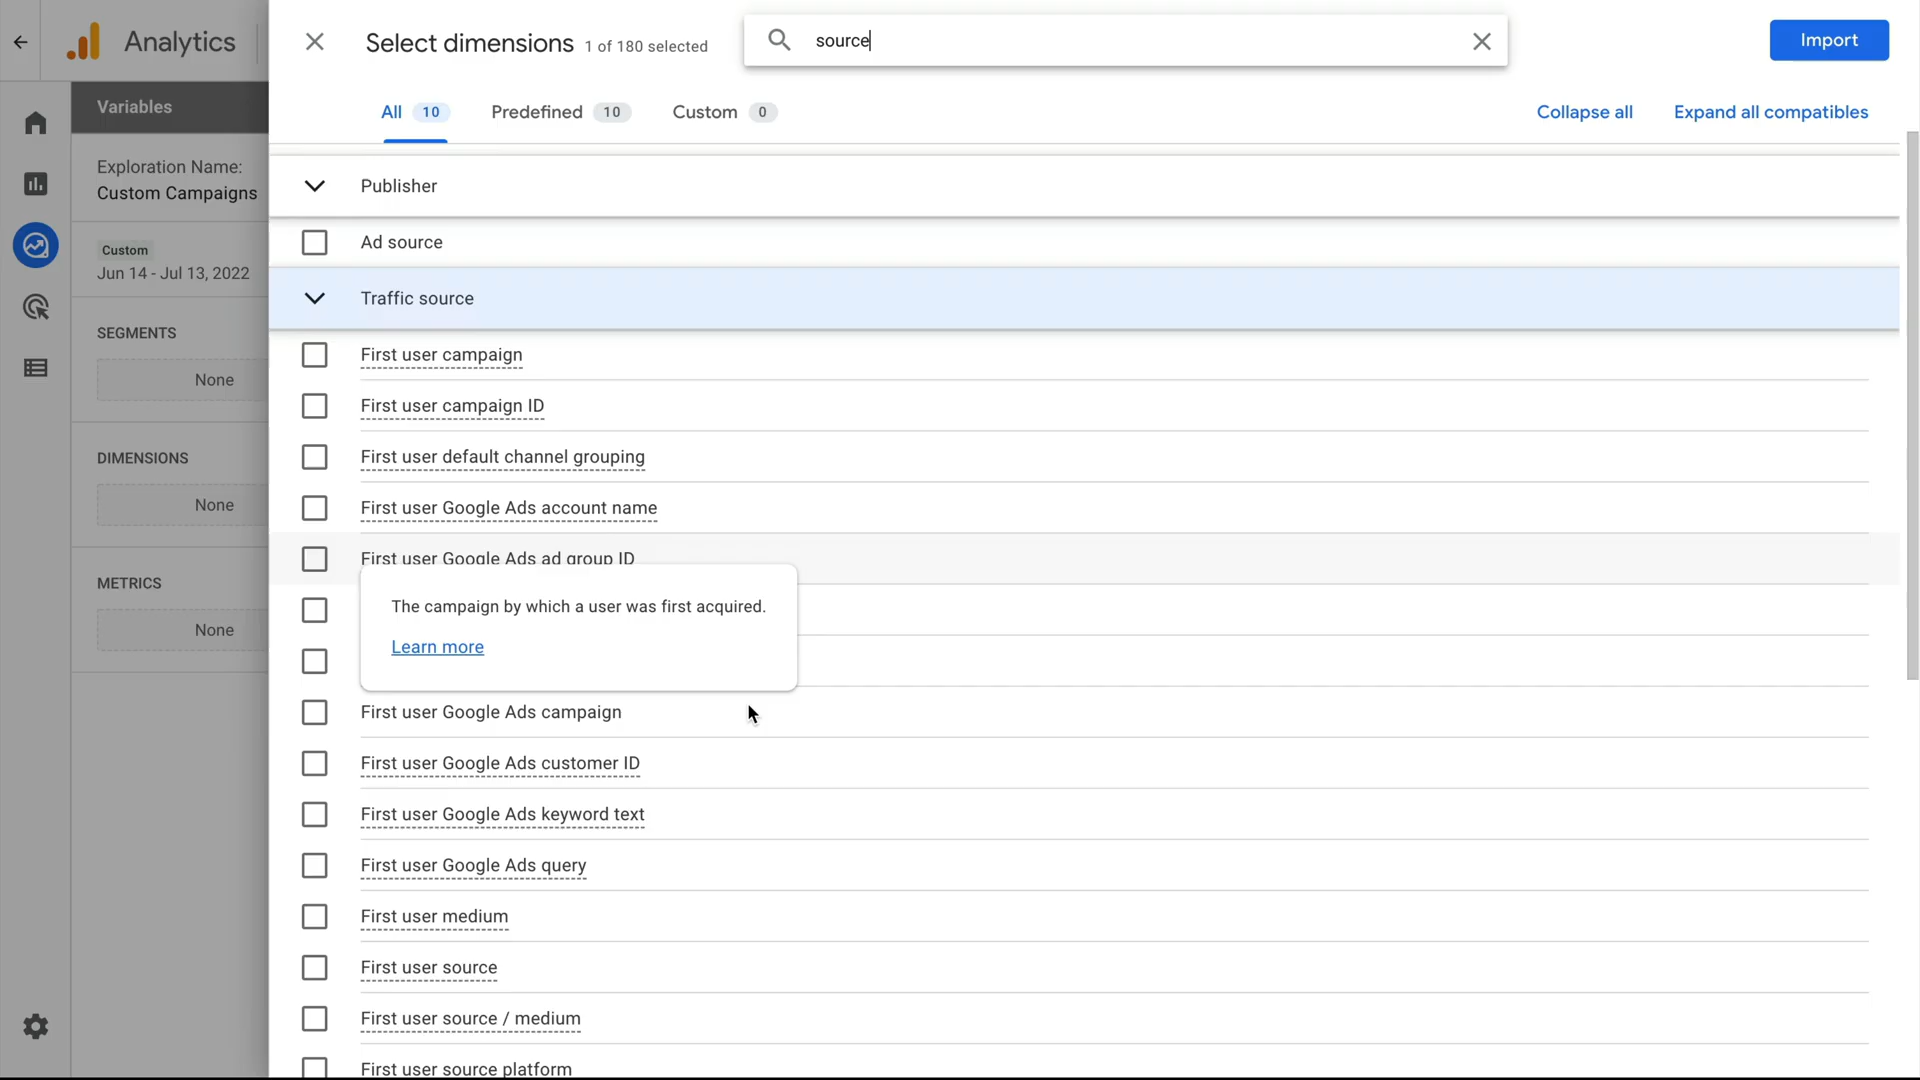 Analytics
Select dimensions 1 of 180 selected
source
Import
Variables
All 10
Predefined 10
Custom 0
Collapse all
Expand all compatibles
Exploration Name:
Custom Campaigns
Custom
Jun 14 - Jul 13, 2022
SEGMENTS
None
DIMENSIONS
None
METRICS
None
Publisher
Ad source
Traffic source
First user campaign
First user campaign ID
First user default channel grouping
First user Google Ads account name
First user Google Ads ad group ID
The campaign by which a user was first acquired.
Learn more
First user Google Ads campaign
First user Google Ads customer ID
First user Google Ads keyword text
First user Google Ads query
First user medium
First user source
First user source / medium
First user source platform